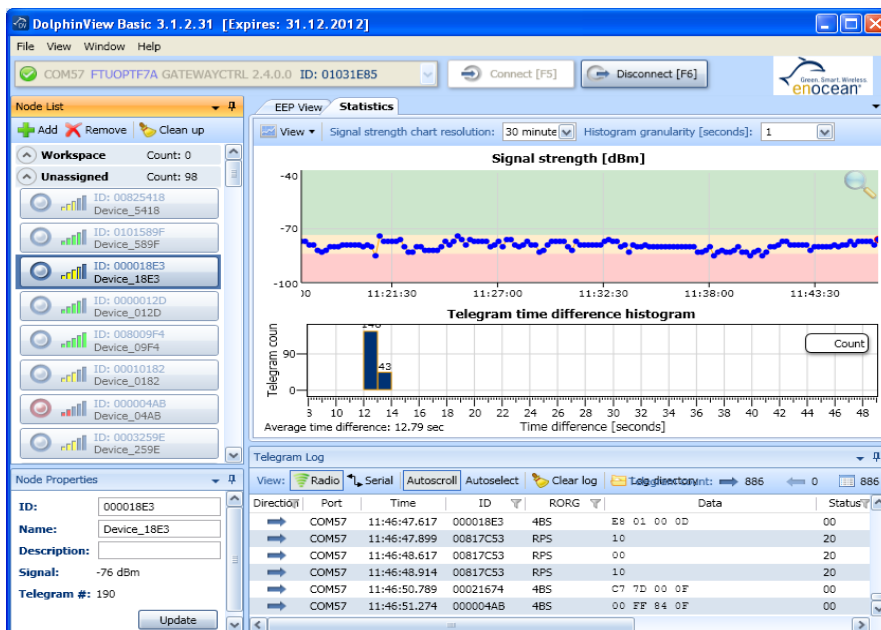 DolphinView Basic 3.1.2.31 [Expires: 31.12.2012]
File View Window Help
COM57 FTUOPTF7A GATEWAYCTRL 2.4.0.0 ID: 01031E85
Connect [F5]
Disconnect [F6]
Green. Smart. Wireless.
enocean®
Node List
Add Remove Clean up
Workspace Count: 0
Unassigned Count: 98
ID: 00825418
Device_5418
ID: 0101589F
Device_589F
ID: 000018E3
Device_18E3
ID: 0000012D
Device_012D
ID: 008009F4
Device_09F4
ID: 00010182
Device_0182
ID: 000004AB
Device_04AB
ID: 0003259E
Device_259E
Node Properties
ID: 000018E3
Name: Device_18E3
Description:
Signal: -76 dBm
Telegram #: 190
Update
EEP View Statistics
View Signal strength chart resolution: 30 minute Histogram granularity [seconds]: 1
Signal strength [dBm]
-40
-70
-100
00 11:21:30 11:27:00 11:32:30 11:38:00 11:43:30
Telegram time difference histogram
Telegram coun
90
0
43
Count
8 10 12 14 16 18 20 22 24 26 28 30 32 34 36 38 40 42 44 46 48
Average time difference: 12.79 sec
Time difference [seconds]
Telegram Log
View: Radio Serial Autoscroll Autoselect Clear log Log directory count: 886 0 886
Direction Port Time ID RORG Data Status
COM57 11:46:47.617 000018E3 4BS E8 01 00 0D 00
COM57 11:46:47.899 00817C53 RPS 10 20
COM57 11:46:48.617 00817C53 RPS 00 20
COM57 11:46:48.914 00817C53 RPS 10 20
COM57 11:46:50.789 00021674 4BS C7 7D 00 0F 00
COM57 11:46:51.274 000004AB 4BS 00 FF 84 0F 00